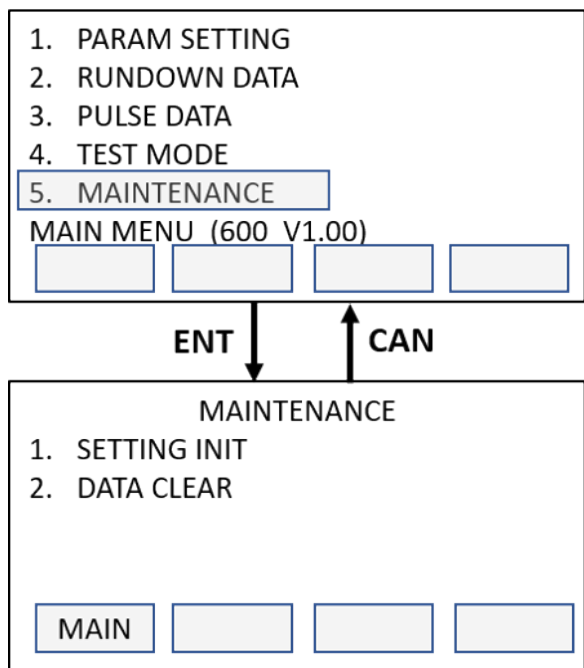 1. PARAM SETTING
2. RUNDOWN DATA
3. PULSE DATA
4. TEST MODE
5. MAINTENANCE
MAIN MENU (600 V1.00)
ENT CAN
MAINTENANCE
1. SETTING INIT
2. DATA CLEAR
MAIN